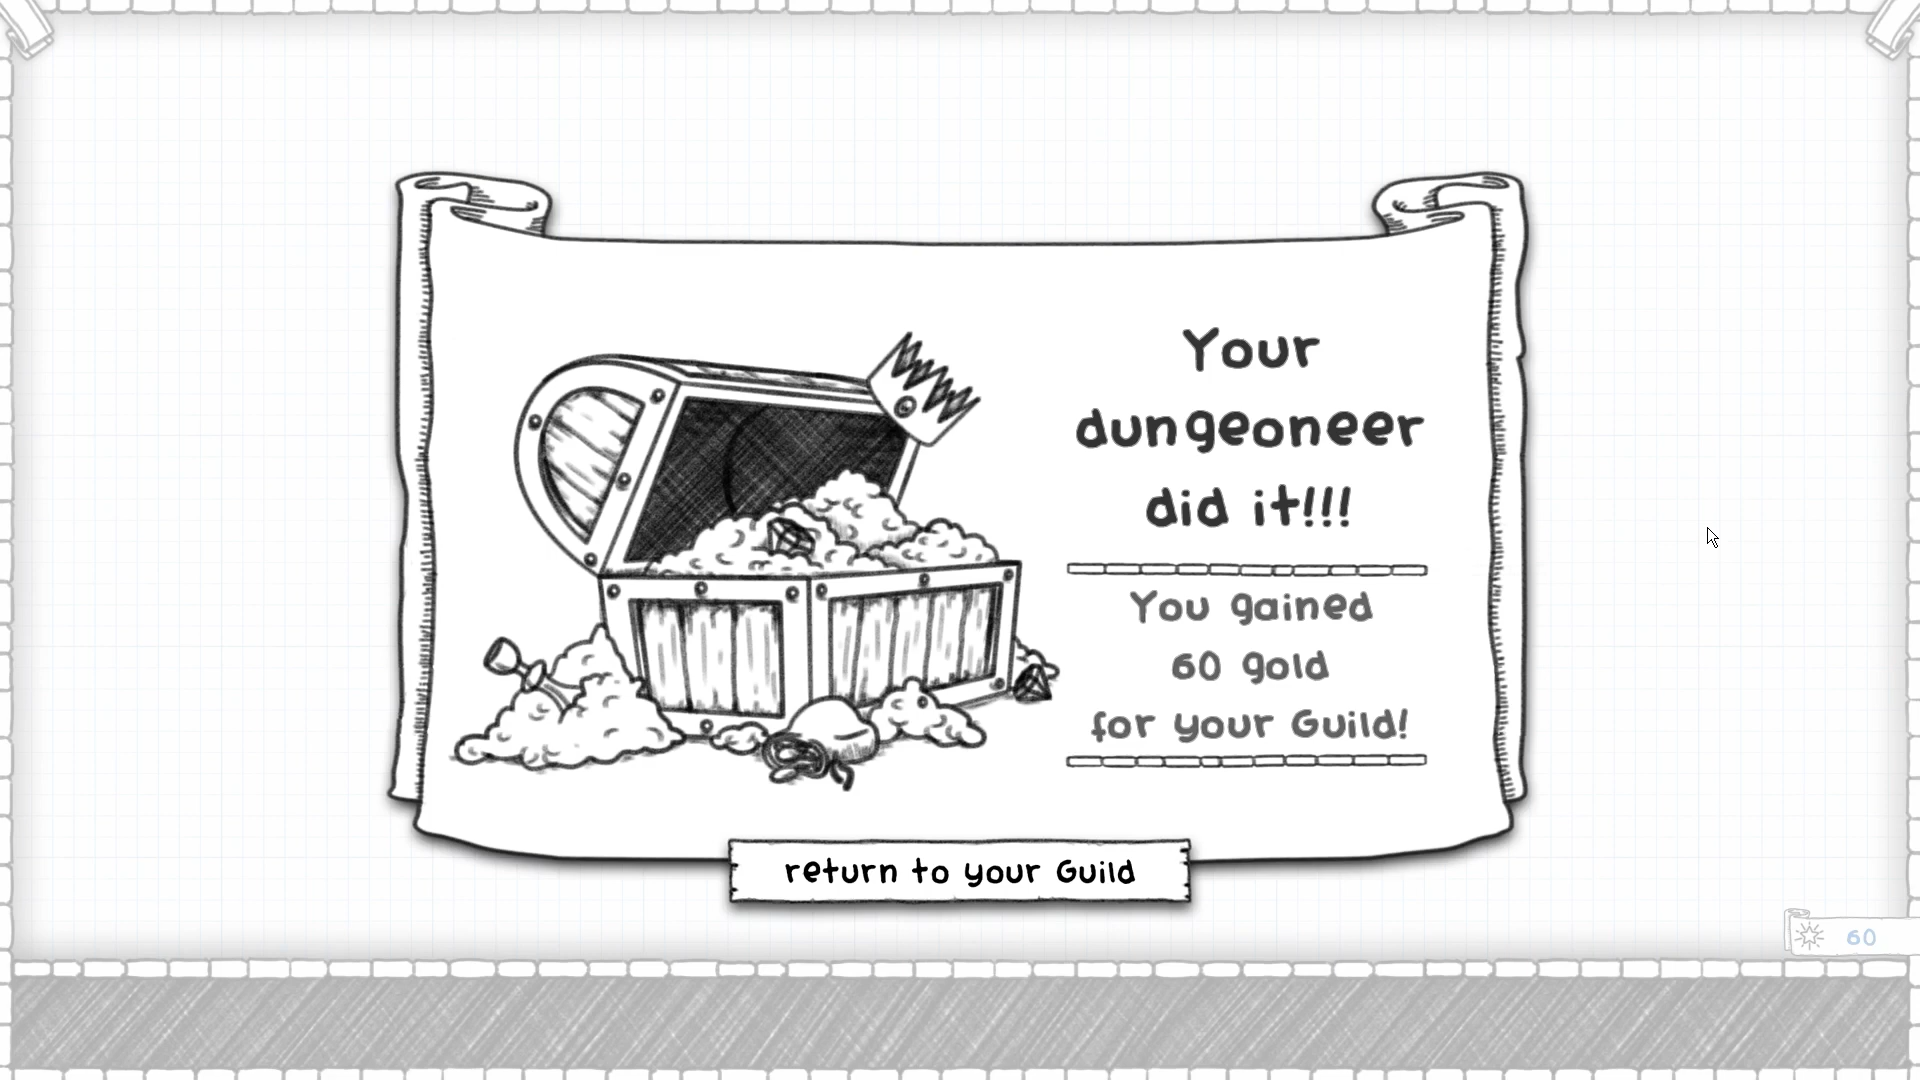 Your
dungeoneer
did it!!!
You gained
60 gold
for your Guild!
return to your Guild
60